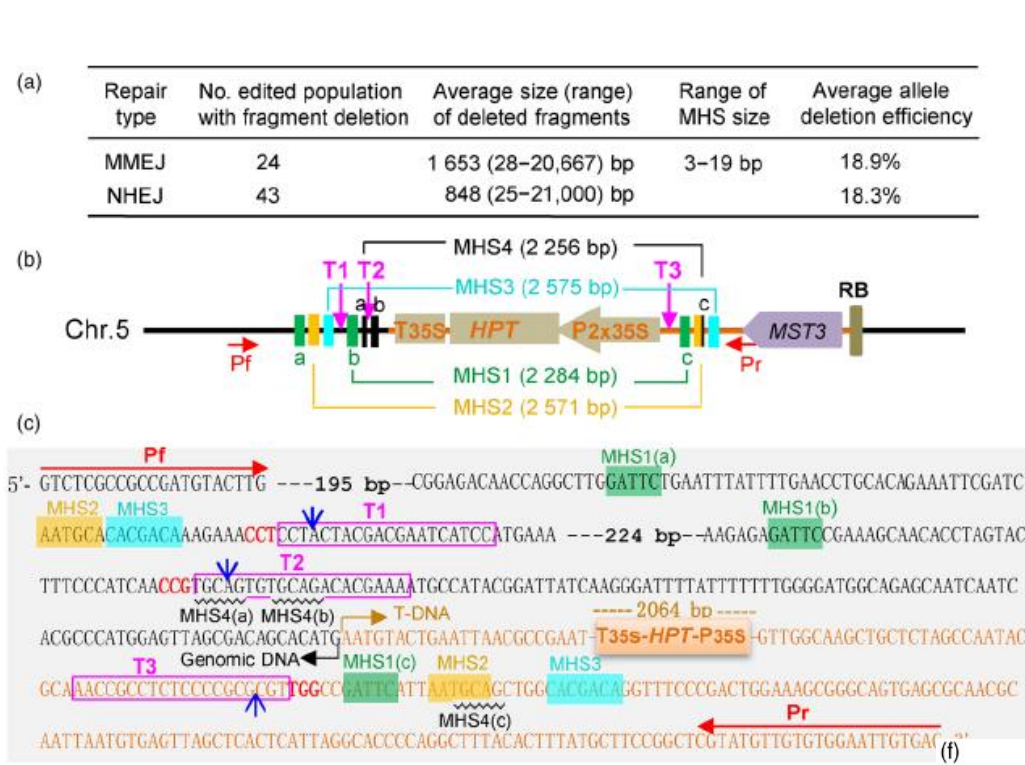 (a)
Repair type No. edited population with fragment deletion Average size (range) of deleted fragments Range of MHS size Average allele deletion efficiency
MMEJ 24 1 653 (28−20,667) bp 3−19 bp 18.9%
NHEJ 43 848 (25−21,000) bp 18.3%
(b)
MHS4 (2 256 bp)
T1 T2 T3
MHS3 (2 575 bp)
a b c RB
Chr.5 T35S HPT P2x35S MST3
Pf a b c Pr
MHS1 (2 284 bp)
MHS2 (2 571 bp)
(c)
Pf MHS1(a)
5'- GTCTCGCCGCCGATGTACTTG ---195 bp--CGGAGACAACCAGGCTTGGATTCTGAATTTATTTTGAACCTGCACAGAAATTCGATC
MHS2 MHS3 T1 MHS1(b)
AATGCACACGACAAAGAAACCTCCTACTACGACGAATCATCCATGAAA ---224 bp--AAGAGAGATTCCGAAAGCAACACCTAGTAC
TTTCCCATCAACCGTGCAGTGTGCAGACACGAAAATGCCATACGGATTATCAAGGGATTTTATTTTTTTGGGGATGGCAGAGCAATCAATC
T2
MHS4(a) MHS4(b) T-DNA ----- 2064 bp -----
ACGCCCATGGAGTTAGCGACAGCACATGAATGTACTGAATTAACGCCGAAT T35s-HPT-P35S -GTTGGCAAGCTGCTCTAGCCAATAC
Genomic DNA
T3 MHS1(c) MHS2 MHS3
GCAAACCGCCTCTCCCCGCGCGTTGGCCGATTCATTAATGCAGCTGGCACGACAGGTTTCCCGACTGGAAAGCGGGCAGTGAGCGCAACGC
MHS4(c)
Pr
AATTAATGTGAGTTAGCTCACTCATTAGGCACCCCAGGCTTTACACTTTATGCTTCCGGCTCGTATGTTGTGTGGAATTGTGAG
(f)